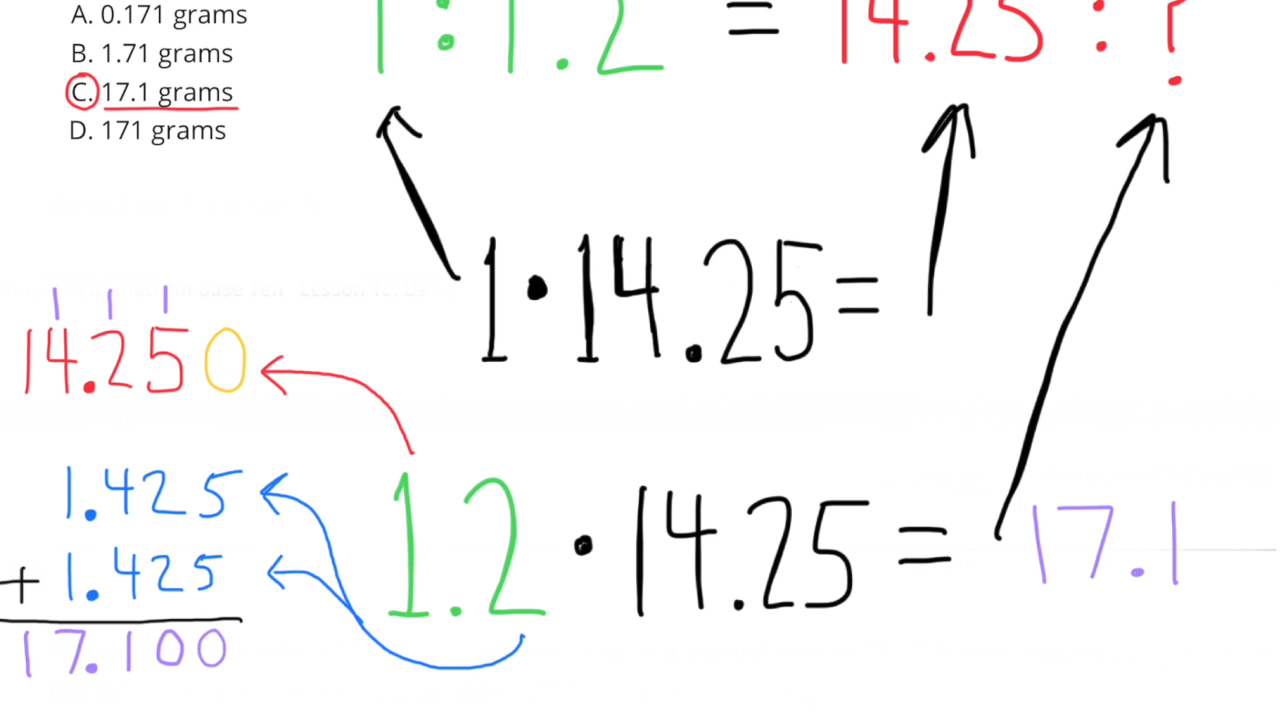 A. 0.171 grams
B. 1.71 grams
C. 17.1 grams
D. 171 grams
1 : 1.2 = 14.25 : ?
1 • 14.25 =
1 1 1
14.250
1.425
+ 1.425
17.100
1.2 • 14.25 = 17.1